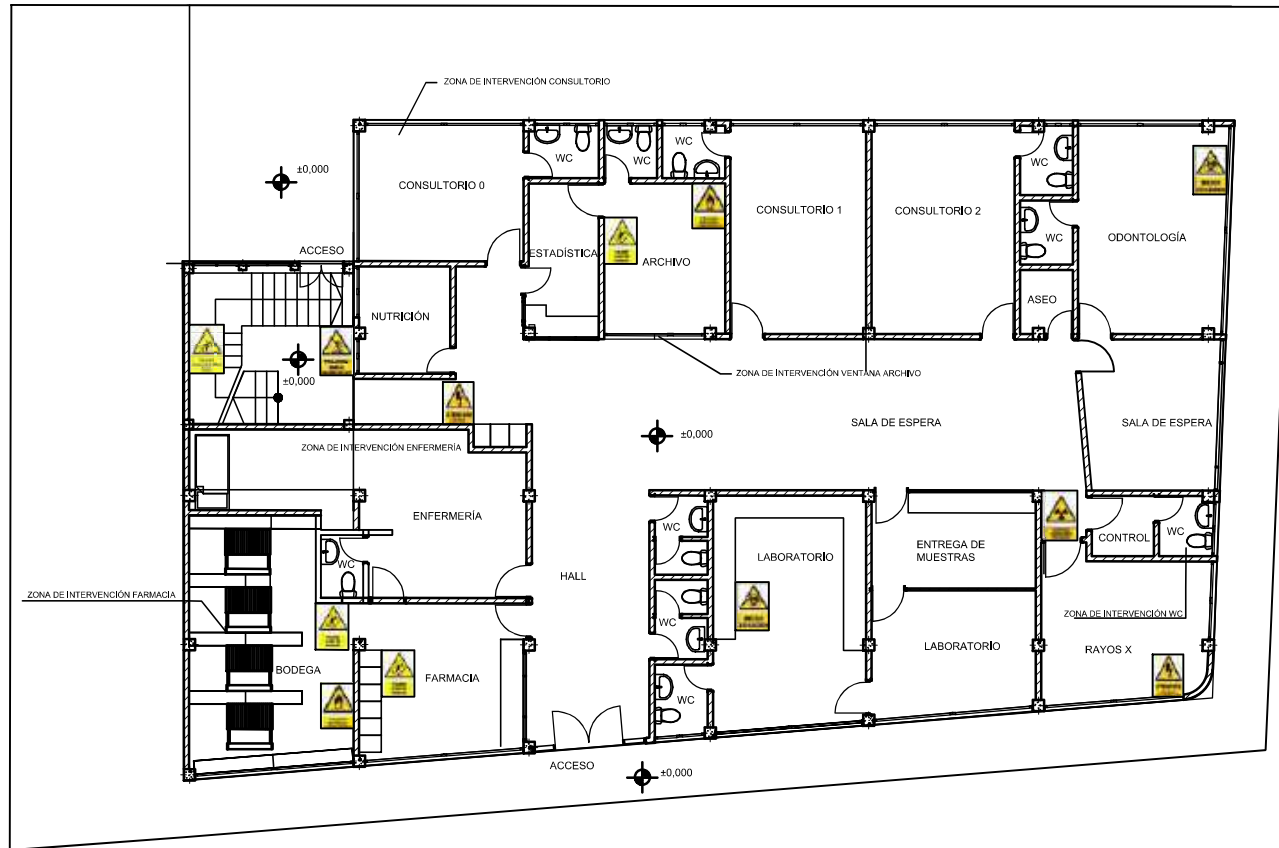 ZONA DE INTERVENCIÓN CONSULTORIO
WC
WC
WC
WC
±0,000
CONSULTORIO 0
CONSULTORIO 1
CONSULTORIO 2
WC
ODONTOLOGÍA
ACCESO
ESTADÍSTICA
ARCHIVO
ASEO
NUTRICIÓN
±0,000
ZONA DE INTERVENCIÓN VENTANA ARCHIVO
±0,000
SALA DE ESPERA
SALA DE ESPERA
ZONA DE INTERVENCIÓN ENFERMERÍA
ENFERMERÍA
WC
CONTROL
WC
ENTREGA DE
MUESTRAS
LABORATORIO
WC
HALL
ZONA DE INTERVENCIÓN FARMACÍA
ZONA DE INTERVENCIÓN WC
WC
LABORATORIO
RAYOS X
BODEGA
FARMACIA
WC
ACCESO
±0,000